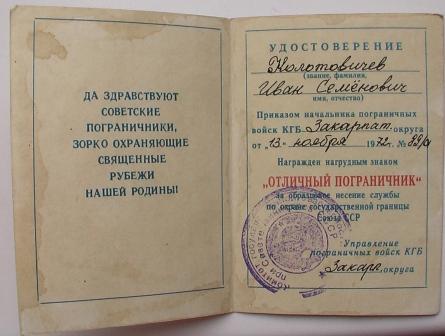 ДА ЗДРАВСТВУЮТ
СОВЕТСКИЕ
ПОГРАНИЧНИКИ,
ЗОРКО ОХРАНЯЮЩИЕ
СВЯЩЕННЫЕ
РУБЕЖИ
НАШЕЙ РОДИНЫ!
УДОСТОВЕРЕНИЕ
Колотовичев
(звание, фамилия,
Иван Семёнович
имя, отчество)
Приказом начальника пограничных
войск КГБ Закарпат. округа
от "13" ноября 1972 г. №
Награжден нагрудным знаком
"ОТЛИЧНЫЙ ПОГРАНИЧНИК"
за образцовое несение службы
по охране государственной границы
Союза ССР
Управление
пограничных войск КГБ
Закарп. округа